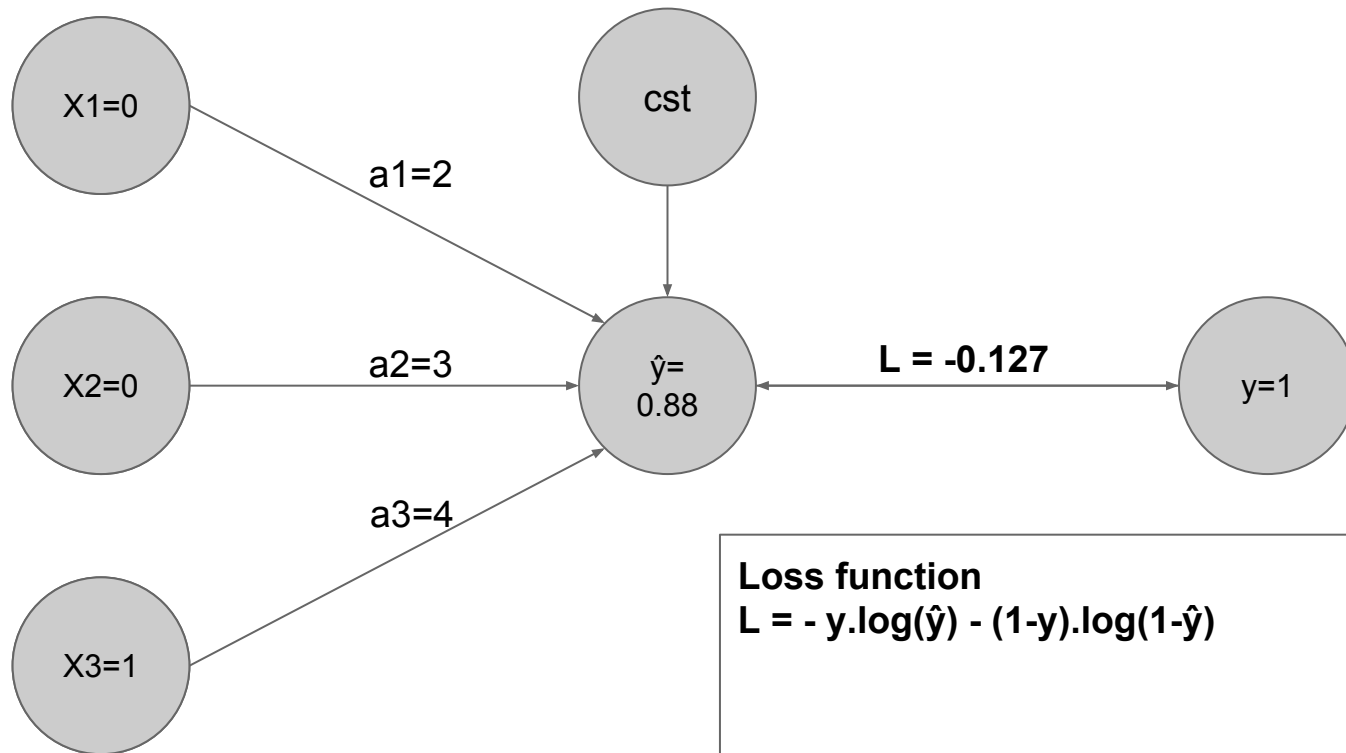 X1=0
cst
a1=2
X2=0
a2=3
ŷ=
0.88
L = -0.127
y=1
a3=4
X3=1
Loss function
L = - y.log(ŷ) - (1-y).log(1-ŷ)